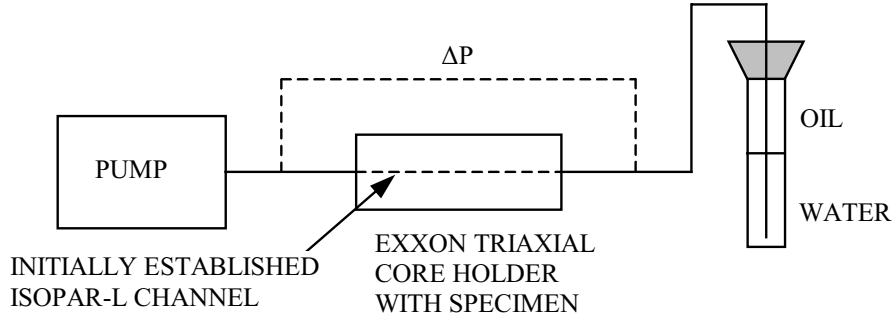 ΔP
PUMP
OIL
WATER
INITIALLY ESTABLISHED
ISOPAR-L CHANNEL
EXXON TRIAXIAL
CORE HOLDER
WITH SPECIMEN